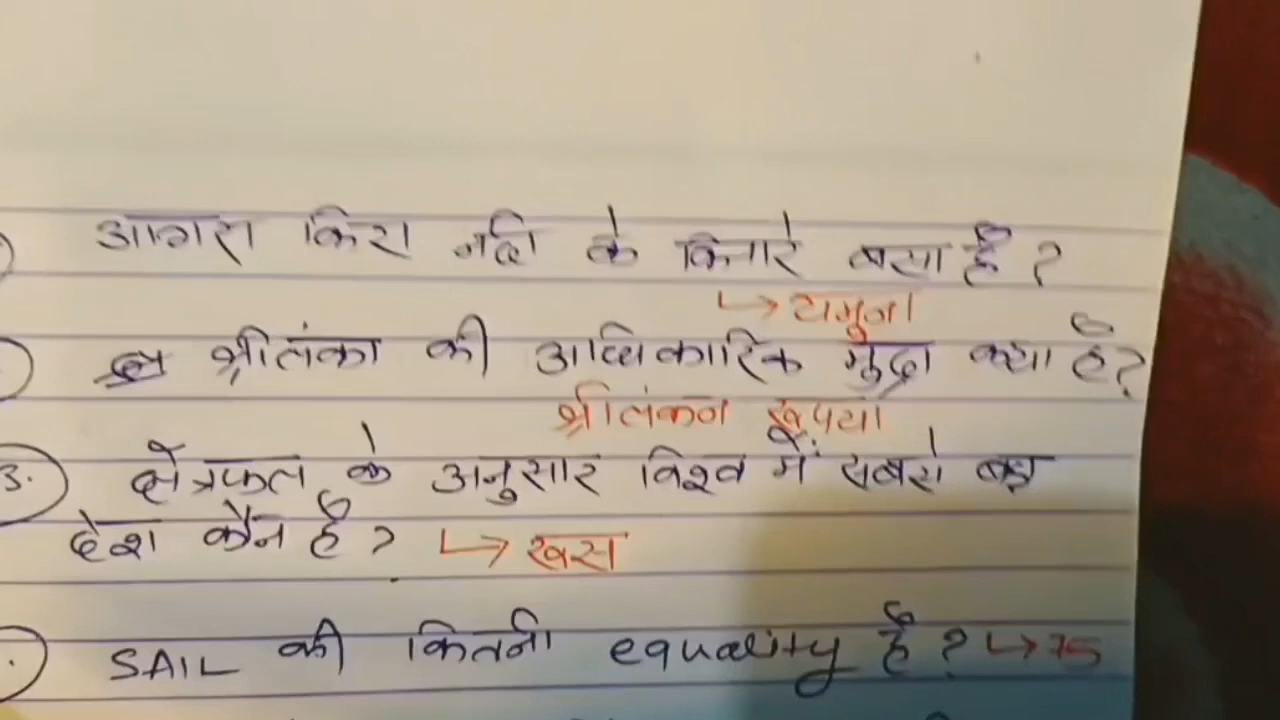 आगरा किस नदी के किनारे बसा है ?
↳ यमुना
श्रीलंका की आधिकारिक मुद्रा क्या है ?
श्रीलंकन रूपया
3. क्षेत्रफल के अनुसार विश्व में सबसे बड़ा
देश कौन है ? ↳ रूस
SAIL की कितनी equality है ? ↳ 75